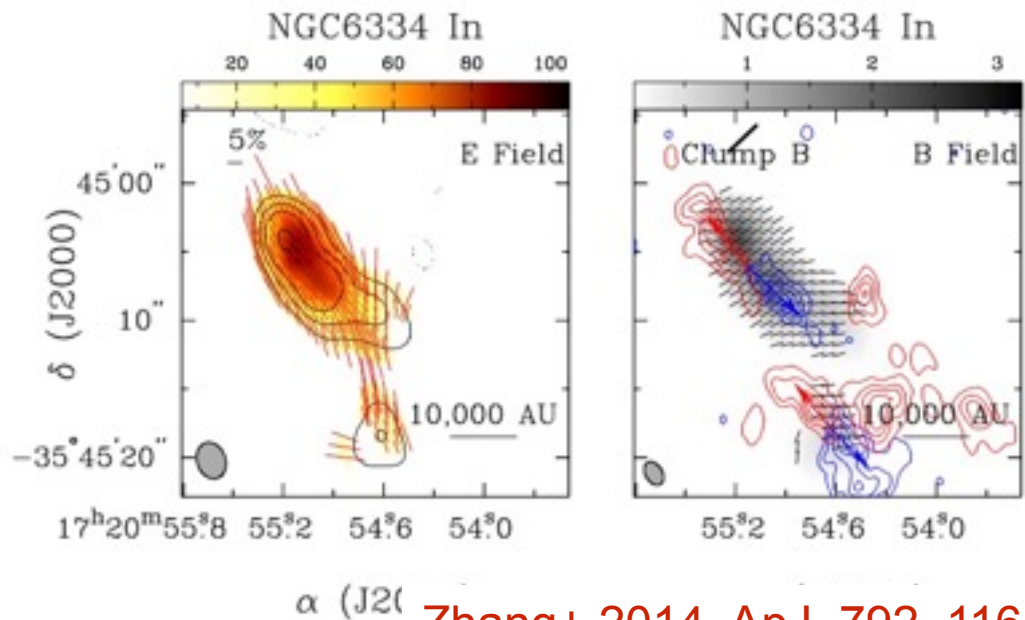 NGC6334 In
20 40 60 80 100
5%
E Field
45'00"
10"
−35°45'20"
δ (J2000)
10,000 AU
17ʰ20ᵐ55ˢ.8 55ˢ.2 54ˢ.6 54ˢ.0
α (J20
NGC6334 In
1 2 3
Clump B
B Field
10,000 AU
55ˢ.2 54ˢ.6 54ˢ.0
Zhang+ 2014, ApJ, 792, 116